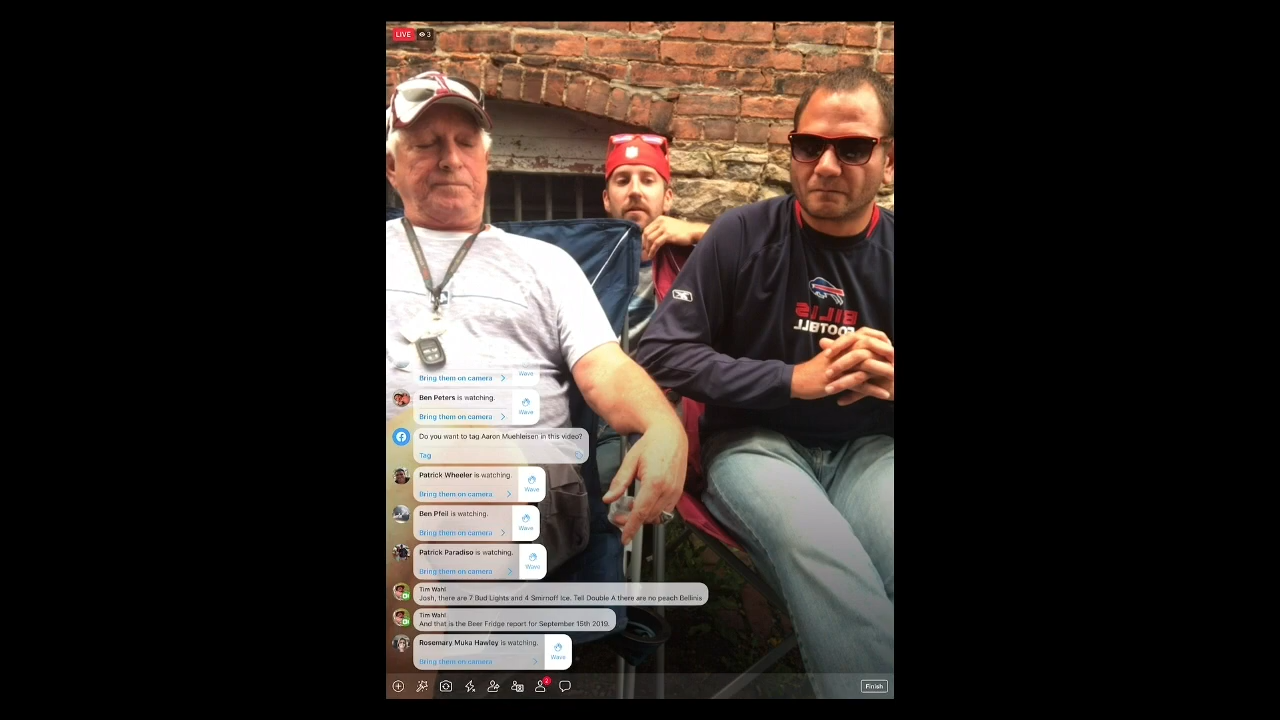 LIVE 3
BILLS
FOOTBALL
Wave
Bring them on camera
Ben Peters is watching.
Wave
Bring them on camera
Do you want to tag Aaron Muehleisen in this video?
Tag
Patrick Wheeler is watching.
Wave
Bring them on camera
Ben Pfeil is watching.
Wave
Bring them on camera
Patrick Paradiso is watching.
Wave
Bring them on camera
Tim Wahl
Josh, there are 7 Bud Lights and 4 Smirnoff Ice. Tell Double A there are no peach Bellinis
Tim Wahl
And that is the Beer Fridge report for September 15th 2019.
Rosemary Muka Hawley is watching.
Wave
Bring them on camera
2
Finish